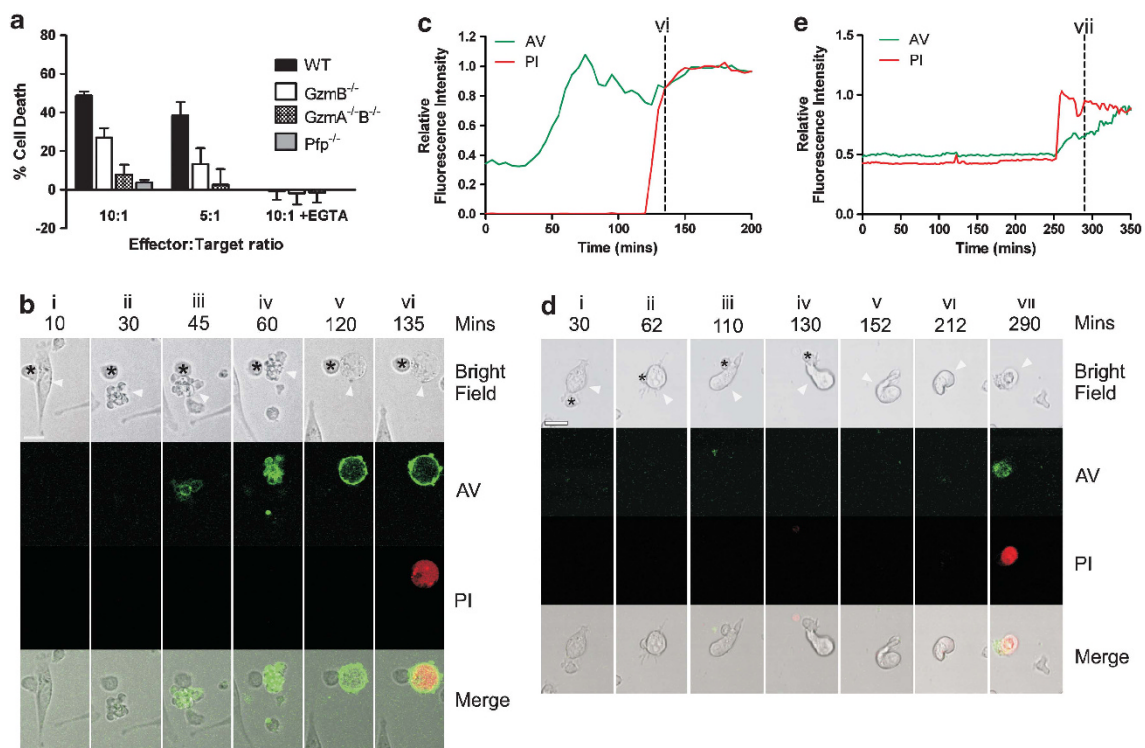 a
% Cell Death
80
60
40
20
0
-20
WT
GzmB-/-
GzmA-/-B-/-
Pfp-/-
10:1
5:1
10:1 +EGTA
Effector:Target ratio
c
AV
PI
vi
Relative
Fluorescence Intensity
1.2
1.0
0.8
0.6
0.4
0.2
0.0
0
50
100
150
200
Time (mins)
e
AV
PI
vii
Relative
Fluorescence Intensity
1.5
1.0
0.5
0.0
0 50 100 150 200 250 300 350
Time (mins)
b
i ii iii iv v vi
10 30 45 60 120 135 Mins
* * * * * *
Bright
Field
AV
PI
Merge
d
i ii iii iv v vi vii
30 62 110 130 152 212 290 Mins
* * * *
Bright
Field
AV
PI
Merge